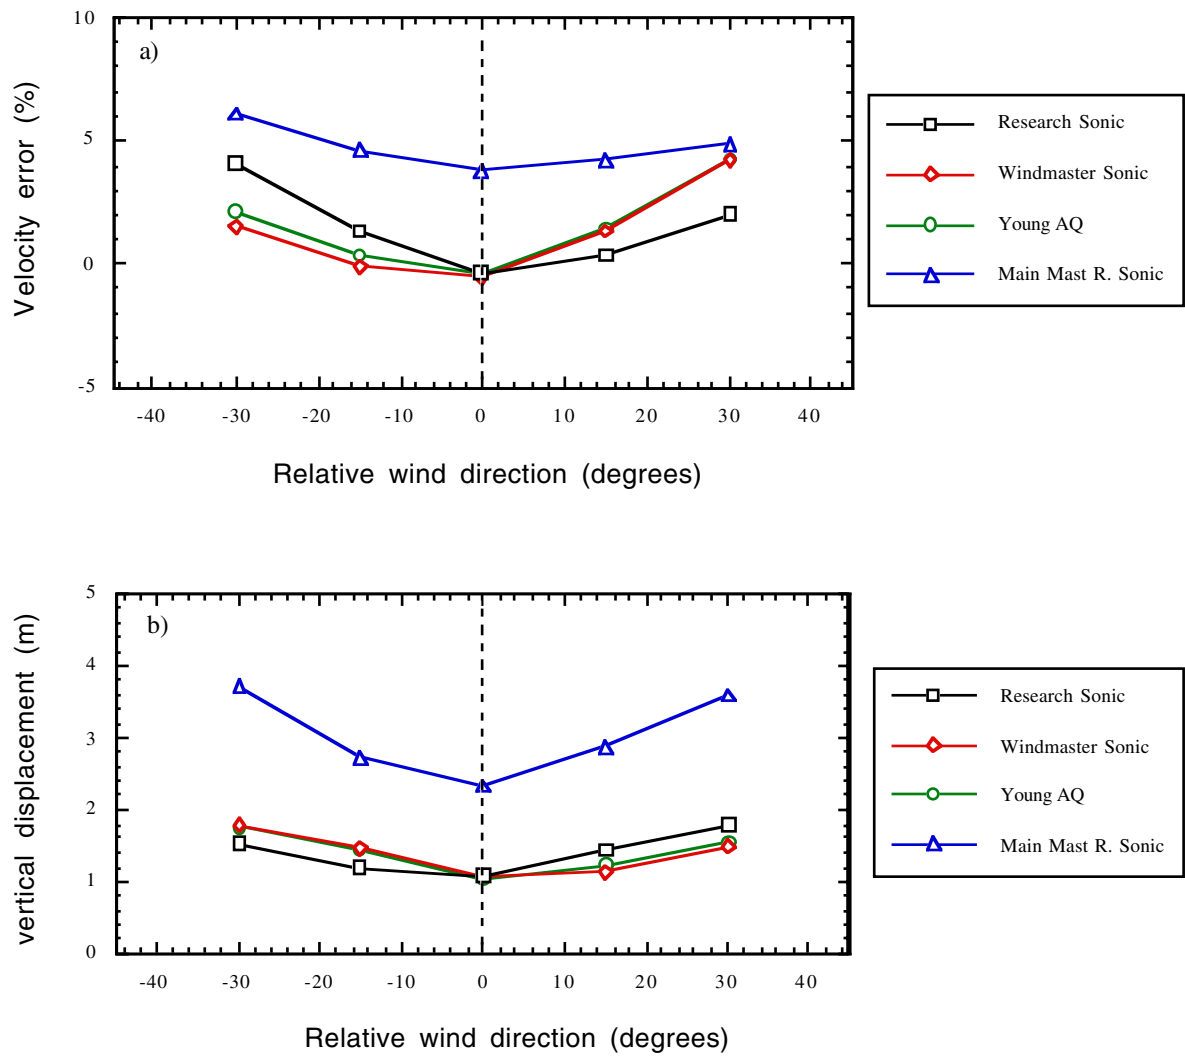 10
5
0
-5
Velocity error (%)
a)
-40 -30 -20 -10 0 10 20 30 40
Relative wind direction (degrees)
Research Sonic
Windmaster Sonic
Young AQ
Main Mast R. Sonic
5
4
3
2
1
0
vertical displacement (m)
b)
-40 -30 -20 -10 0 10 20 30 40
Relative wind direction (degrees)
Research Sonic
Windmaster Sonic
Young AQ
Main Mast R. Sonic